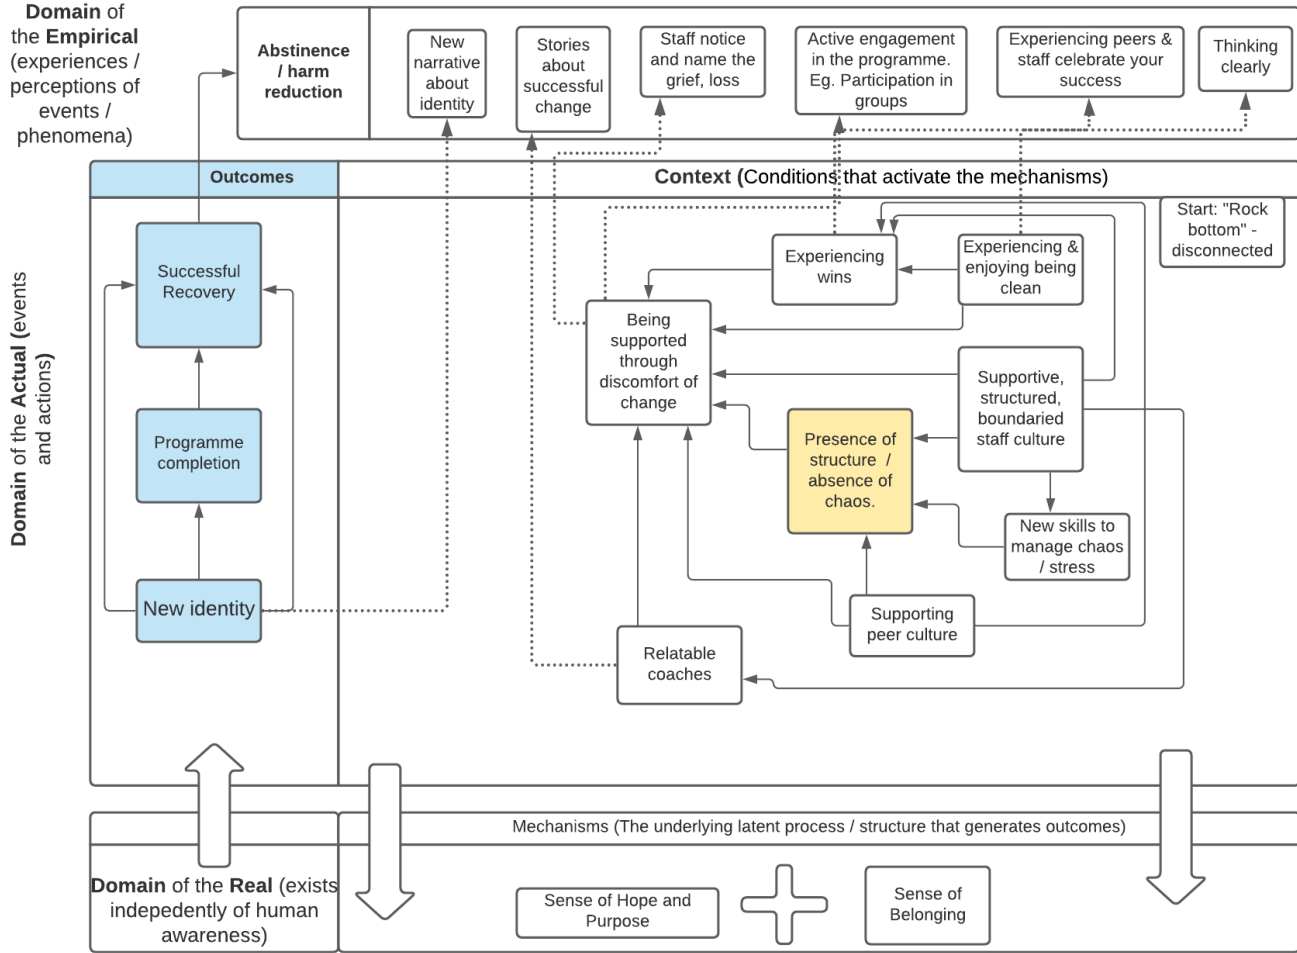 Domain of
the Empirical
(experiences /
perceptions of
events /
phenomena)
Abstinence
/ harm
reduction
New
narrative
about
identity
Stories
about
successful
change
Staff notice
and name the
grief, loss
Active engagement
in the programme.
Eg. Participation in
groups
Experiencing peers &
staff celebrate your
success
Thinking
clearly
Outcomes
Context (Conditions that activate the mechanisms)
Domain of the Actual (events
and actions)
Successful
Recovery
Programme
completion
New identity
Start: "Rock
bottom" -
disconnected
Experiencing
wins
Experiencing &
enjoying being
clean
Being
supported
through
discomfort of
change
Supportive,
structured,
boundaried
staff culture
Presence of
structure /
absence of
chaos.
New skills to
manage chaos
/ stress
Supporting
peer culture
Relatable
coaches
Mechanisms (The underlying latent process / structure that generates outcomes)
Domain of the Real (exists
indepedently of human
awareness)
Sense of Hope and
Purpose
Sense of
Belonging